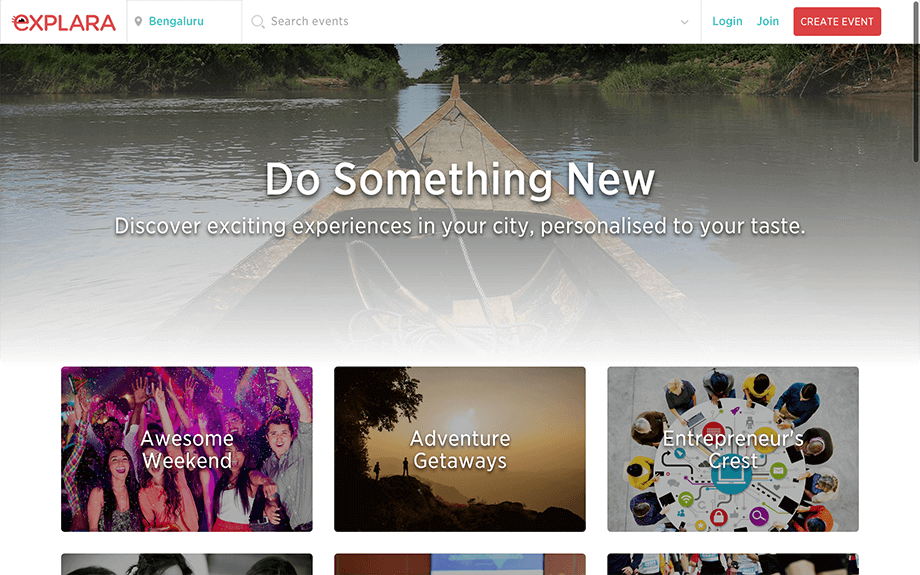 eXPLARA
Bengaluru
Search events
Login
Join
CREATE EVENT
Do Something New
Discover exciting experiences in your city, personalised to your taste.
Awesome
Weekend
Adventure
Getaways
Entrepreneur's
Crest